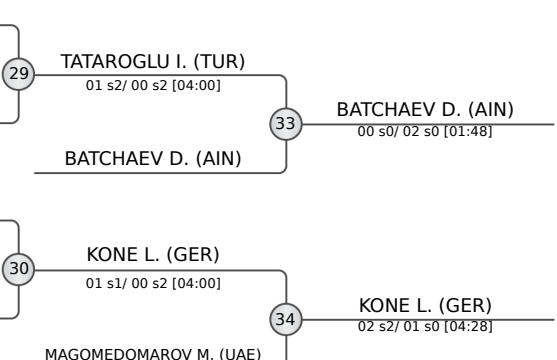 29
TATAROGLU I. (TUR)
01 s2/ 00 s2 [04:00]
33
BATCHAEV D. (AIN)
00 s0/ 02 s0 [01:48]
BATCHAEV D. (AIN)
30
KONE L. (GER)
01 s1/ 00 s2 [04:00]
34
KONE L. (GER)
02 s2/ 01 s0 [04:28]
MAGOMEDOMAROV M. (UAE)